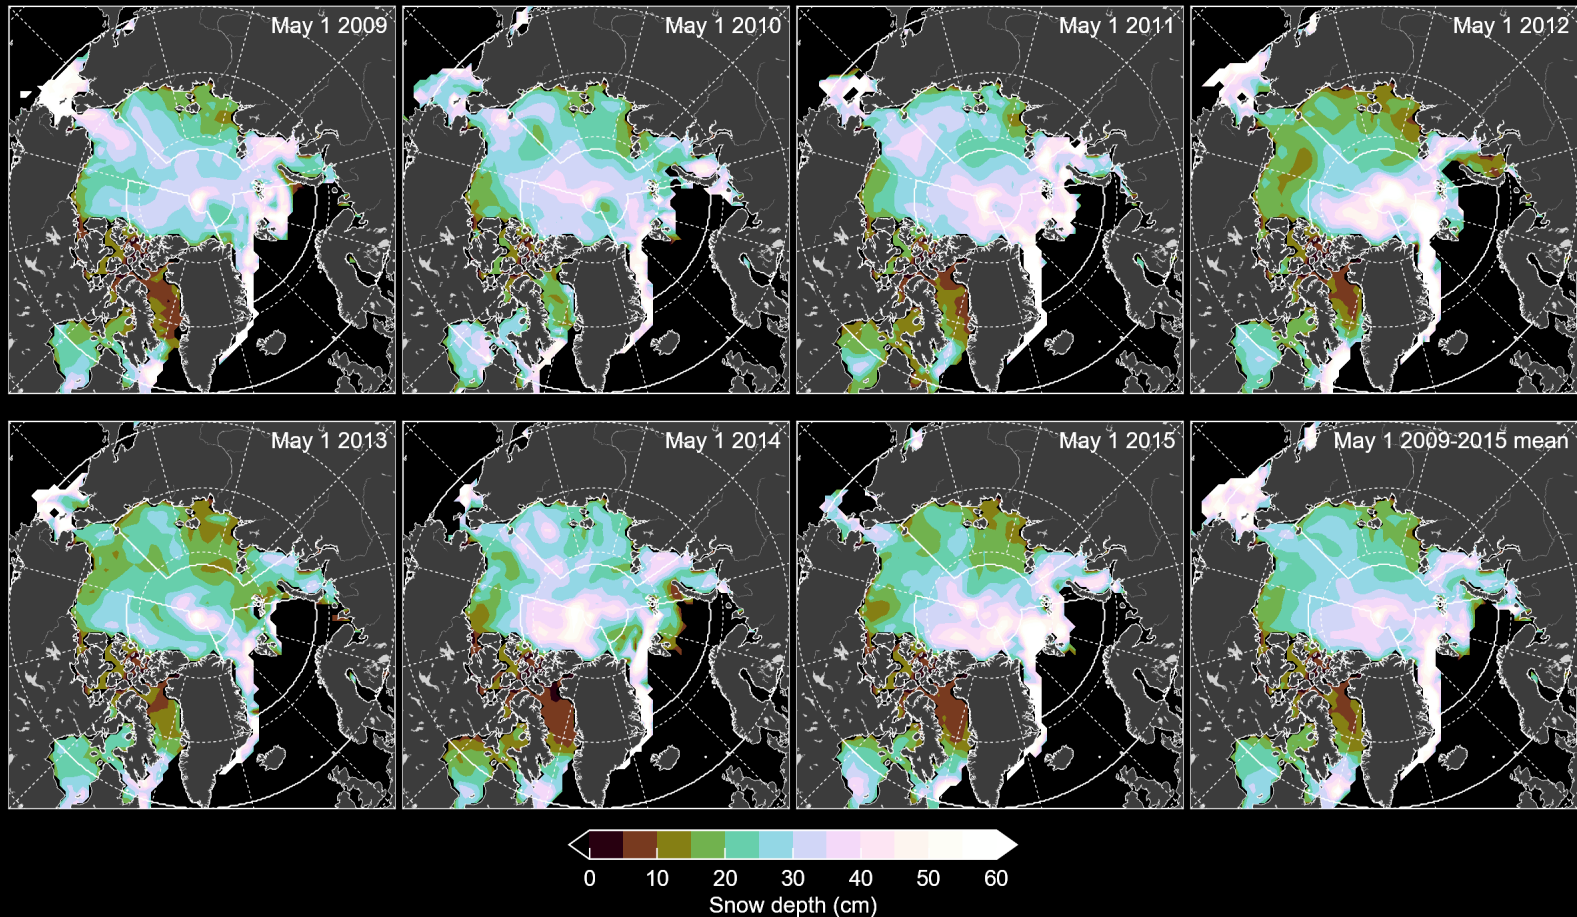 May 1 2009
May 1 2010
May 1 2011
May 1 2012
May 1 2013
May 1 2014
May 1 2015
May 1 2009-2015 mean
0 10 20 30 40 50 60
Snow depth (cm)